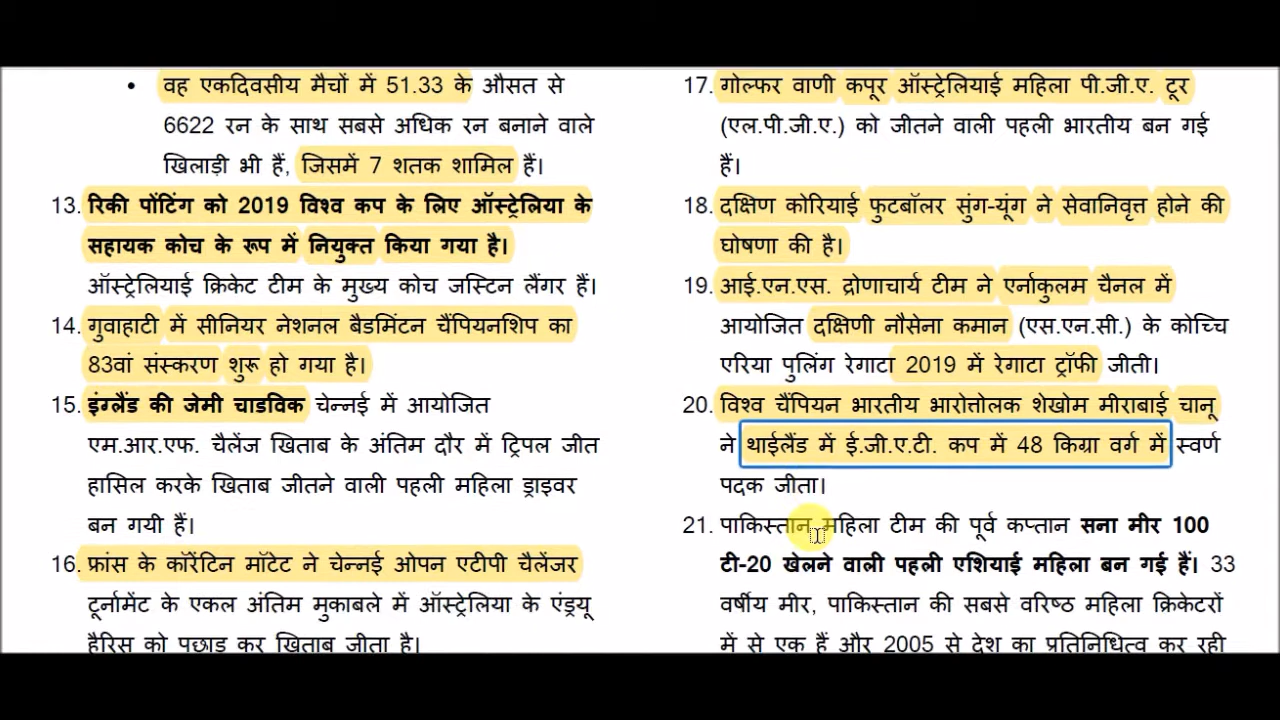 • वह एकदिवसीय मैचों में 51.33 के औसत से
6622 रन के साथ सबसे अधिक रन बनाने वाले
खिलाड़ी भी हैं, जिसमें 7 शतक शामिल हैं।
13. रिकी पोंटिंग को 2019 विश्व कप के लिए ऑस्ट्रेलिया के
सहायक कोच के रूप में नियुक्त किया गया है।
ऑस्ट्रेलियाई क्रिकेट टीम के मुख्य कोच जस्टिन लैंगर हैं।
14. गुवाहाटी में सीनियर नेशनल बैडमिंटन चैंपियनशिप का
83वां संस्करण शुरू हो गया है।
15. इंग्लैंड की जेमी चाडविक चेन्नई में आयोजित
एम.आर.एफ. चैलेंज खिताब के अंतिम दौर में ट्रिपल जीत
हासिल करके खिताब जीतने वाली पहली महिला ड्राइवर
बन गयी हैं।
16. फ्रांस के कॉरेंटिन मॉटेट ने चेन्नई ओपन एटीपी चैलेंजर
टूर्नामेंट के एकल अंतिम मुकाबले में ऑस्ट्रेलिया के एंड्र्यू
हैरिस को पछाड़ कर खिताब जीता है।
17. गोल्फर वाणी कपूर ऑस्ट्रेलियाई महिला पी.जी.ए. टूर
(एल.पी.जी.ए.) को जीतने वाली पहली भारतीय बन गई
हैं।
18. दक्षिण कोरियाई फुटबॉलर सुंग-यूंग ने सेवानिवृत्त होने की
घोषणा की है।
19. आई.एन.एस. द्रोणाचार्य टीम ने एर्नाकुलम चैनल में
आयोजित दक्षिणी नौसेना कमान (एस.एन.सी.) के कोच्चि
एरिया पुलिंग रेगाटा 2019 में रेगाटा ट्रॉफी जीती।
20. विश्व चैंपियन भारतीय भारोत्तोलक शेखोम मीराबाई चानू
ने थाईलैंड में ई.जी.ए.टी. कप में 48 किग्रा वर्ग में स्वर्ण
पदक जीता।
21. पाकिस्तान महिला टीम की पूर्व कप्तान सना मीर 100
टी-20 खेलने वाली पहली एशियाई महिला बन गई हैं। 33
वर्षीय मीर, पाकिस्तान की सबसे वरिष्ठ महिला क्रिकेटरों
में से एक हैं और 2005 से देश का प्रतिनिधित्व कर रही